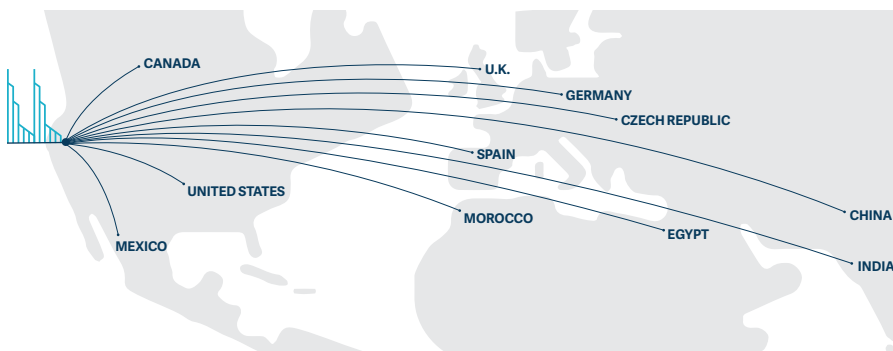 CANADA
U.K.
GERMANY
CZECH REPUBLIC
SPAIN
UNITED STATES
MOROCCO
CHINA
EGYPT
MEXICO
INDIA